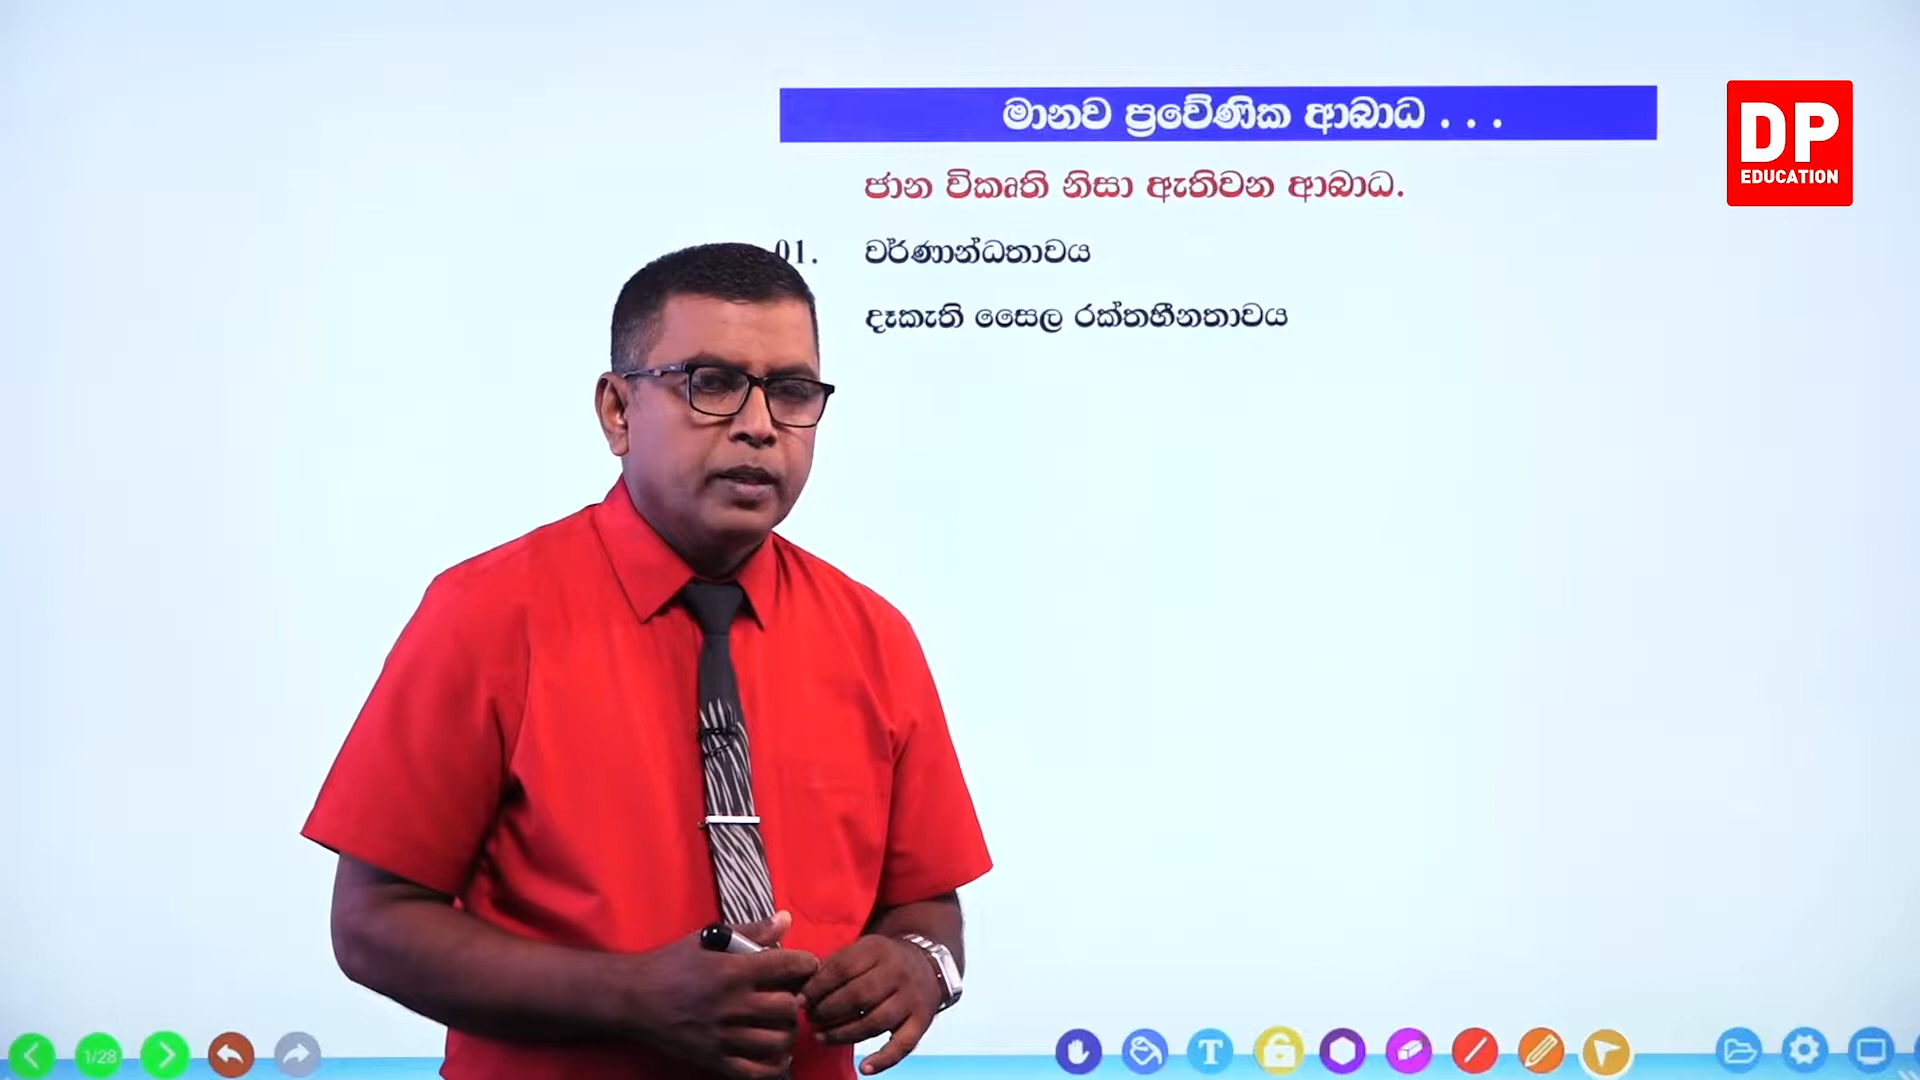 මානව ප්‍රවේණික ආබාධ . . .
DP
EDUCATION
ජාන විකෘති නිසා ඇතිවන ආබාධ.
01. වර්ණාන්ධතාවය
දෑකැති සෛල රක්තහීනතාවය
1/28
T